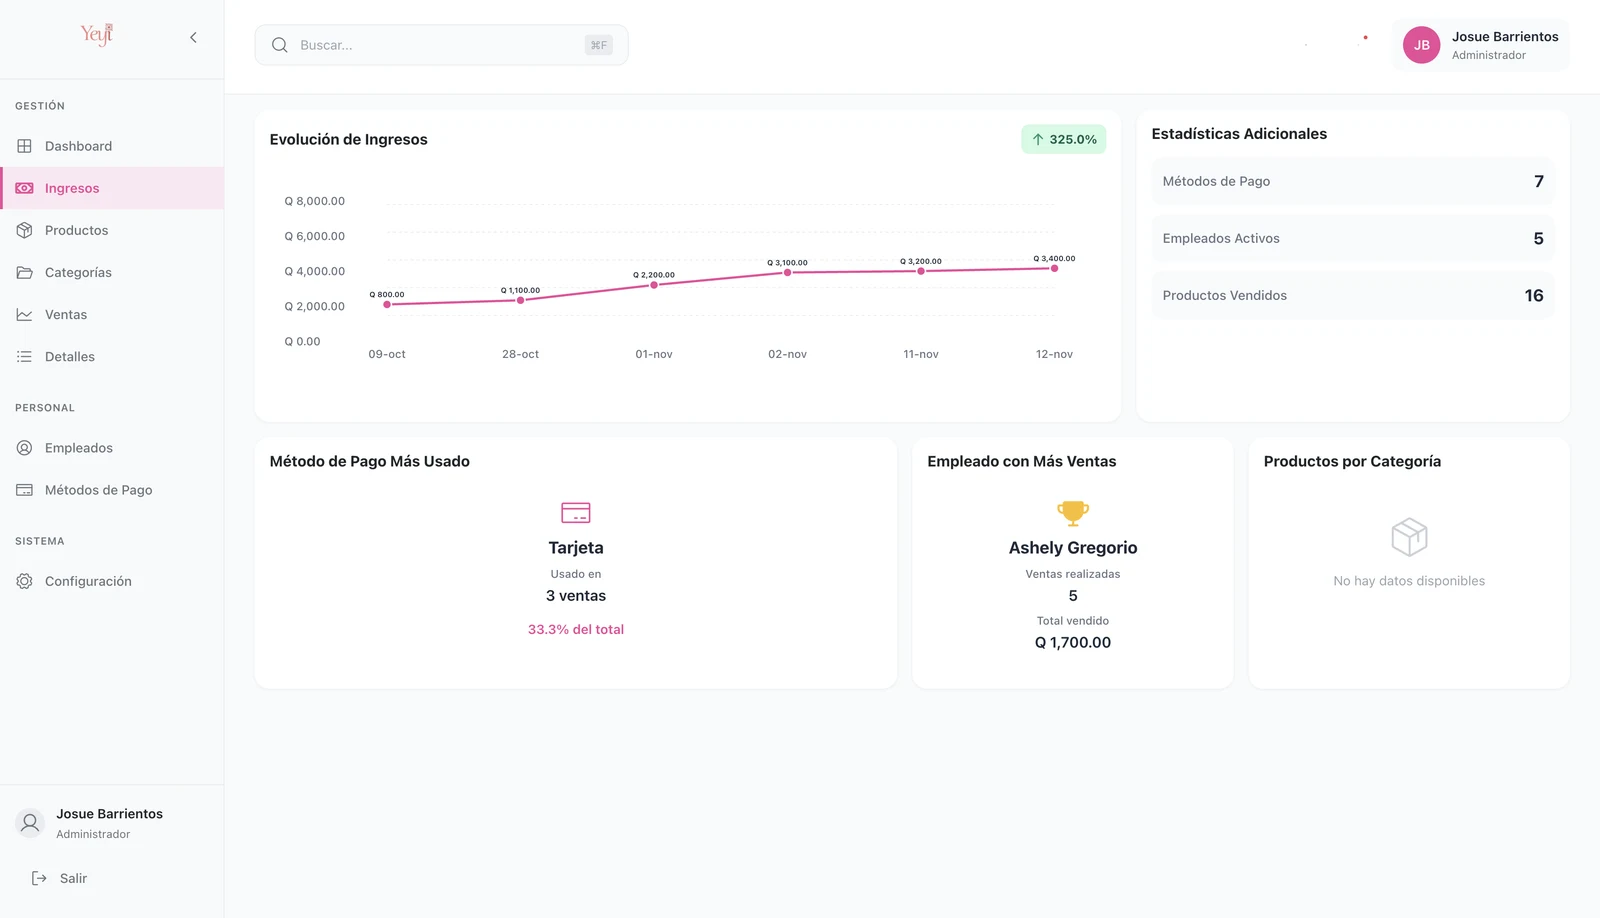 Yeyi
GESTIÓN
Dashboard
Ingresos
Productos
Categorías
Ventas
Detalles
PERSONAL
Empleados
Métodos de Pago
SISTEMA
Configuración
Josue Barrientos
Administrador
Salir
Buscar...
⌘F
JB
Josue Barrientos
Administrador
Evolución de Ingresos
325.0%
Q 8,000.00
Q 6,000.00
Q 4,000.00
Q 2,000.00
Q 0.00
Q 800.00
Q 1,100.00
Q 2,200.00
Q 3,100.00
Q 3,200.00
Q 3,400.00
09-oct
28-oct
01-nov
02-nov
11-nov
12-nov
Estadísticas Adicionales
Métodos de Pago 7
Empleados Activos 5
Productos Vendidos 16
Método de Pago Más Usado
Tarjeta
Usado en
3 ventas
33.3% del total
Empleado con Más Ventas
Ashely Gregorio
Ventas realizadas
5
Total vendido
Q 1,700.00
Productos por Categoría
No hay datos disponibles